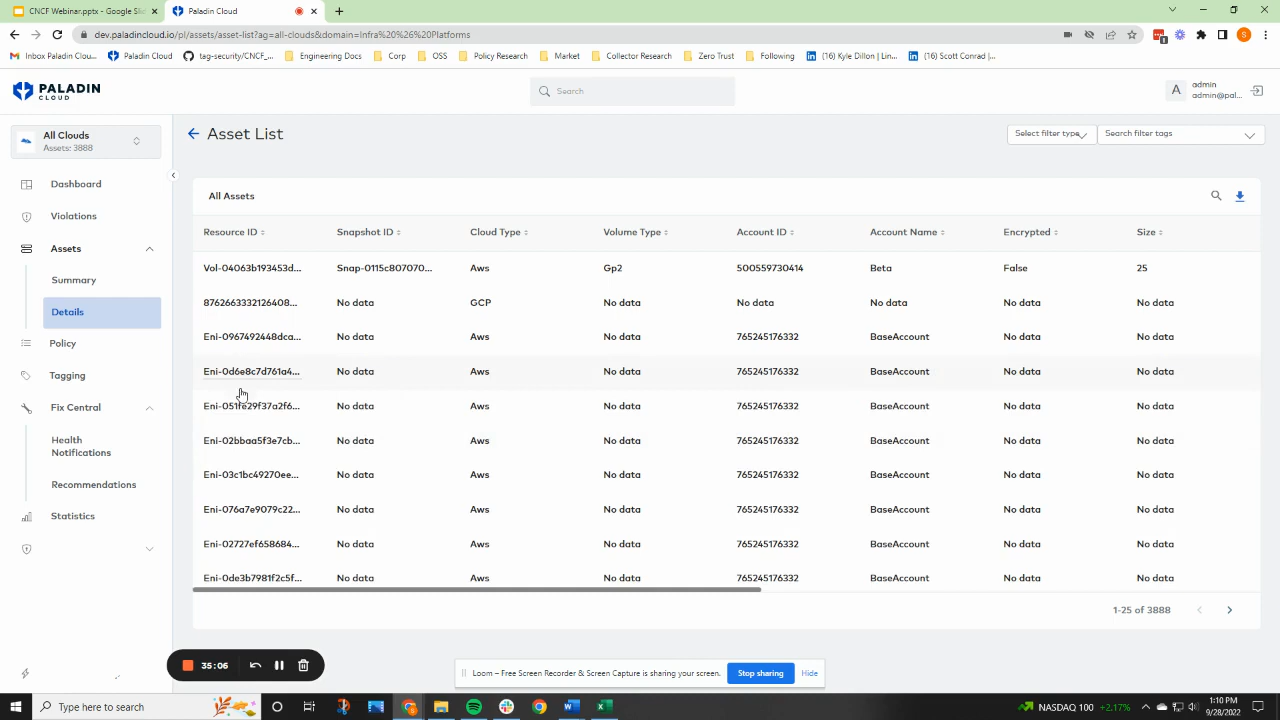 CNCF Webinar.pptx - Google Slid
Paladin Cloud
dev.paladincloud.io/pl/assets/asset-list?ag=all-clouds&domain=Infra%20%26%20Platforms
Inbox Paladin Clou...
Paladin Cloud
tag-security/CNCF_...
Engineering Docs
Corp
OSS
Policy Research
Market
Collector Research
Zero Trust
Following
(16) Kyle Dillon | Lin...
(16) Scott Conrad |...
PALADIN
CLOUD
Search
A
admin
admin@pal...
All Clouds
Assets: 3888
Asset List
Select filter type
Search filter tags
Dashboard
Violations
Assets
Summary
Details
Policy
Tagging
Fix Central
Health
Notifications
Recommendations
Statistics
All Assets
Resource ID Snapshot ID Cloud Type Volume Type Account ID Account Name Encrypted Size
Vol-04063b193453d... Snap-0115c807070... Aws Gp2 500559730414 Beta False 25
8762663332126408... No data GCP No data No data No data No data No data
Eni-0967492448dca... No data Aws No data 765245176332 BaseAccount No data No data
Eni-0d6e8c7d761a4... No data Aws No data 765245176332 BaseAccount No data No data
Eni-051fe29f37a2f6... No data Aws No data 765245176332 BaseAccount No data No data
Eni-02bbaa5f3e7cb... No data Aws No data 765245176332 BaseAccount No data No data
Eni-03c1bc49270ee... No data Aws No data 765245176332 BaseAccount No data No data
Eni-076a7e9079c22... No data Aws No data 765245176332 BaseAccount No data No data
Eni-02727ef658684... No data Aws No data 765245176332 BaseAccount No data No data
Eni-0de3b7981f2c5f... No data Aws No data 765245176332 BaseAccount No data No data
1-25 of 3888
35:06
Loom – Free Screen Recorder & Screen Capture is sharing your screen.
Stop sharing
Hide
Type here to search
NASDAQ 100 +2.17%
1:10 PM
9/28/2022